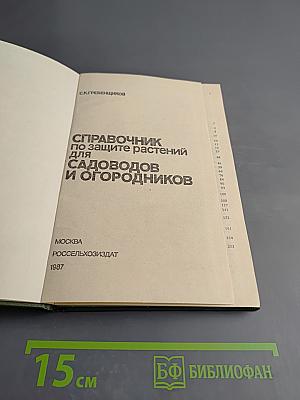 С.К.ГРЕБЕНЩИКОВ
СПРАВОЧНИК
по защите растений
для
САДОВОДОВ
И ОГОРОДНИКОВ
МОСКВА
РОССЕЛЬХОЗИЗДАТ
1987
15 см
БФ БИБЛИОФАН